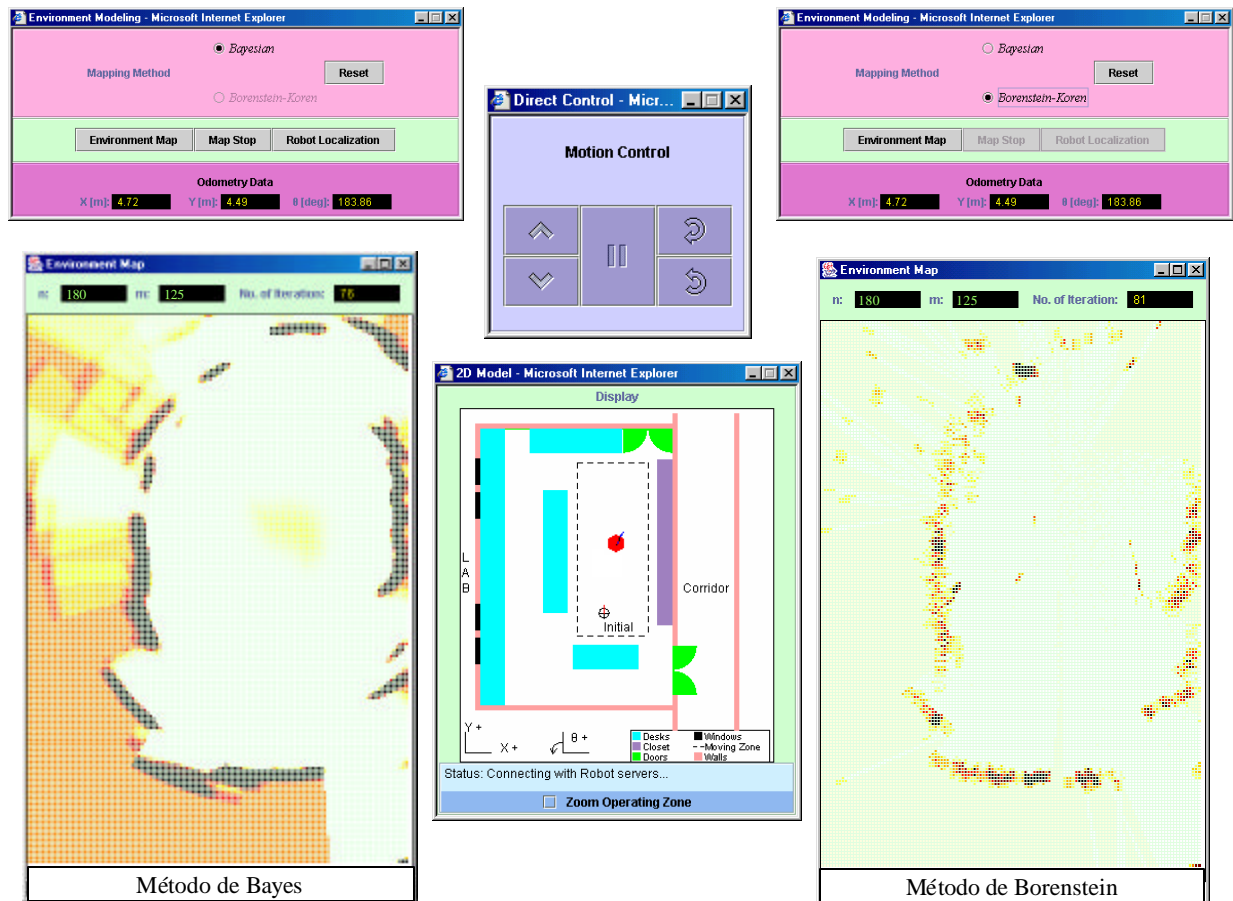 Environment Modeling - Microsoft Internet Explorer
Bayesian
Mapping Method
Reset
Borenstein-Koren
Environment Map Map Stop Robot Localization
Odometry Data
X [m]: 4.72 Y [m]: 4.49 θ [deg]: 183.86
Direct Control - Micr...
Motion Control
Environment Modeling - Microsoft Internet Explorer
Bayesian
Mapping Method
Reset
Borenstein-Koren
Environment Map Map Stop Robot Localization
Odometry Data
X [m]: 4.72 Y [m]: 4.49 θ [deg]: 183.86
Environment Map
n: 180 m: 125 No. of Iteration: 76
Método de Bayes
2D Model - Microsoft Internet Explorer
Display
LAB
Corridor
Initial
Y +
X +
θ +
Desks Windows
Closet --Moving Zone
Doors Walls
Status: Connecting with Robot servers...
Zoom Operating Zone
Environment Map
n: 180 m: 125 No. of Iteration: 81
Método de Borenstein